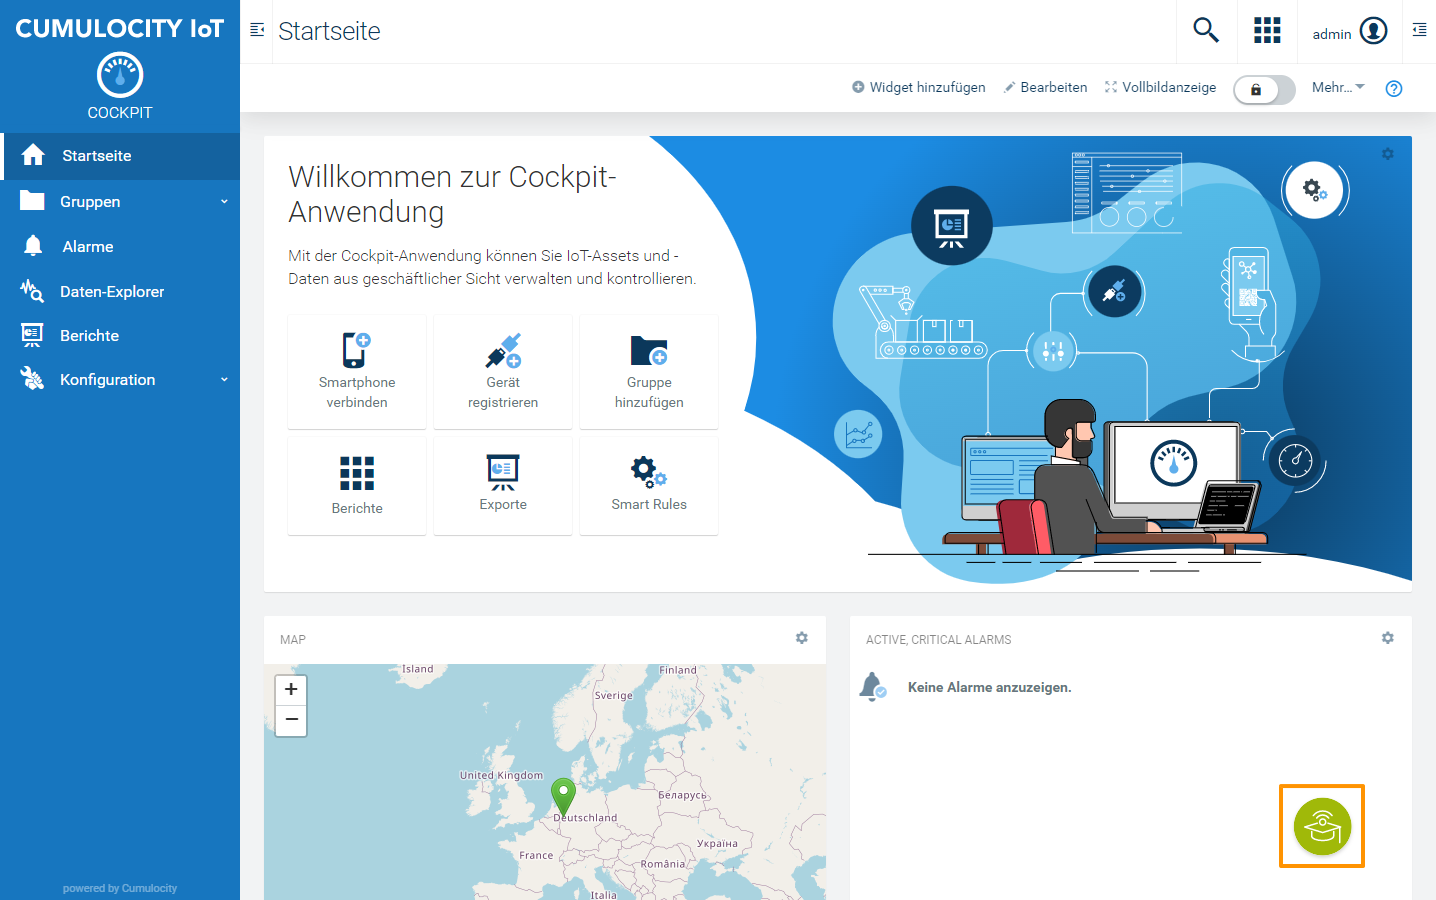 CUMULOCITY IoT
COCKPIT
Startseite
Gruppen
Alarme
Daten-Explorer
Berichte
Konfiguration
powered by Cumulocity
Startseite
admin
Widget hinzufügen
Bearbeiten
Vollbildanzeige
Mehr...
Willkommen zur Cockpit-
Anwendung
Mit der Cockpit-Anwendung können Sie IoT-Assets und -
Daten aus geschäftlicher Sicht verwalten und kontrollieren.
Smartphone
verbinden
Gerät
registrieren
Gruppe
hinzufügen
Berichte
Exporte
Smart Rules
MAP
+
−
Island
Finland
Sverige
United Kingdom
Беларусь
Deutschland
Україна
France
România
Italia
ACTIVE, CRITICAL ALARMS
Keine Alarme anzuzeigen.